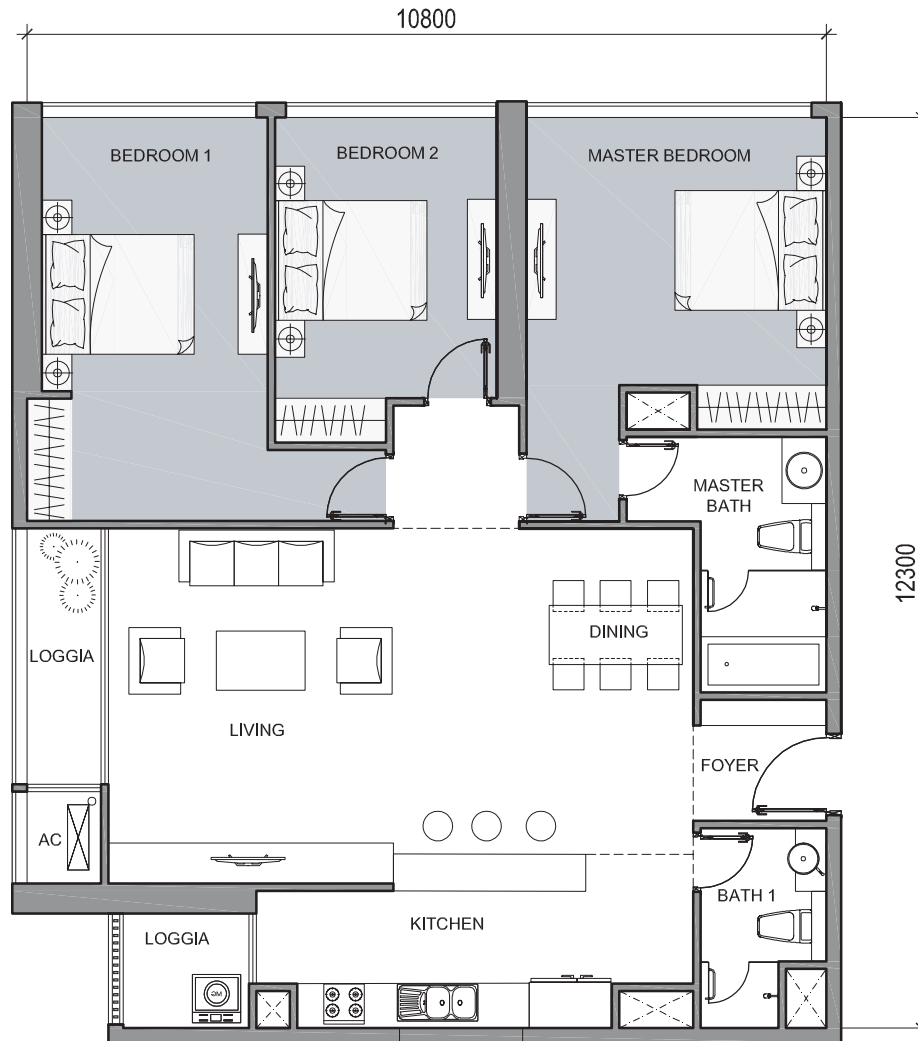 10800
BEDROOM 1
BEDROOM 2
MASTER BEDROOM
MASTER
BATH
12300
DINING
LOGGIA
LIVING
FOYER
AC
BATH 1
KITCHEN
LOGGIA
GM
X